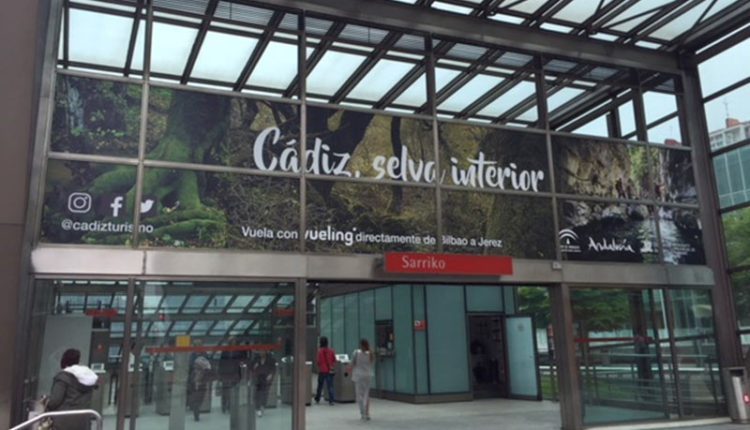 Cádiz, selva interior
@cadizturismo
Vuela con vueling directamente de Bilbao a Jerez
Andalucía
Sarriko